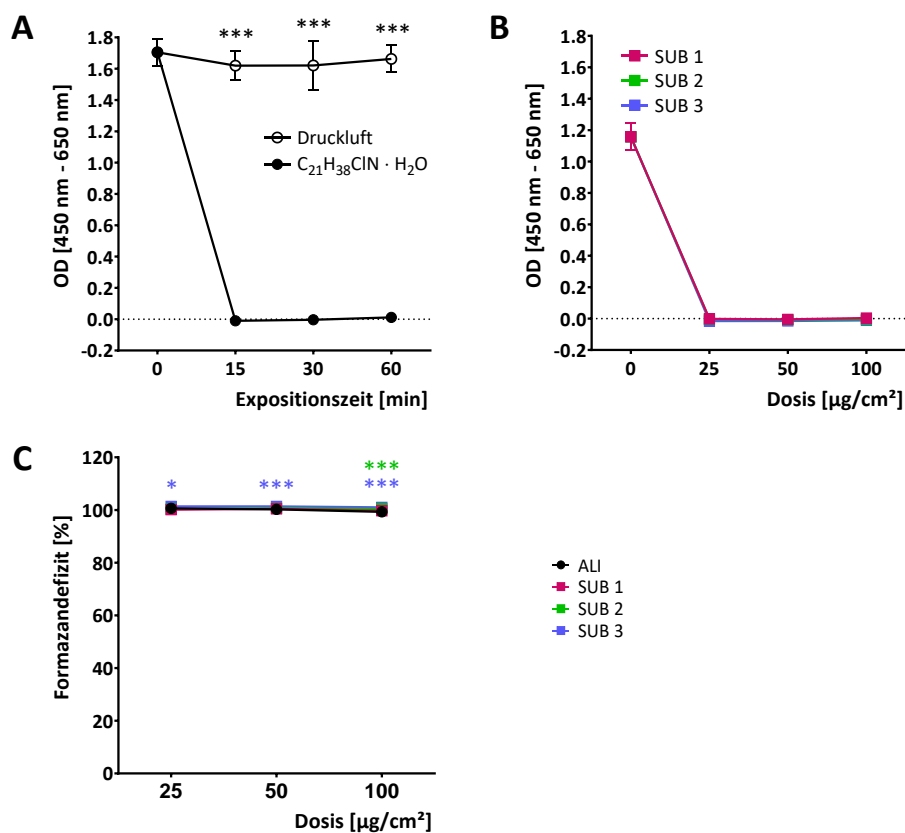 A
OD [450 nm - 650 nm]
1.8
1.6
1.4
1.2
1.0
0.8
0.6
0.4
0.2
0.0
-0.2
*** *** ***
Druckluft
C₂₁H₃₈ClN · H₂O
0 15 30 60
Expositionszeit [min]
B
OD [450 nm - 650 nm]
1.8
1.6
1.4
1.2
1.0
0.8
0.6
0.4
0.2
0.0
-0.2
SUB 1
SUB 2
SUB 3
0 25 50 100
Dosis [µg/cm²]
C
Formazandefizit [%]
120
100
80
60
40
20
0
***
* *** ***
25 50 100
Dosis [µg/cm²]
ALI
SUB 1
SUB 2
SUB 3